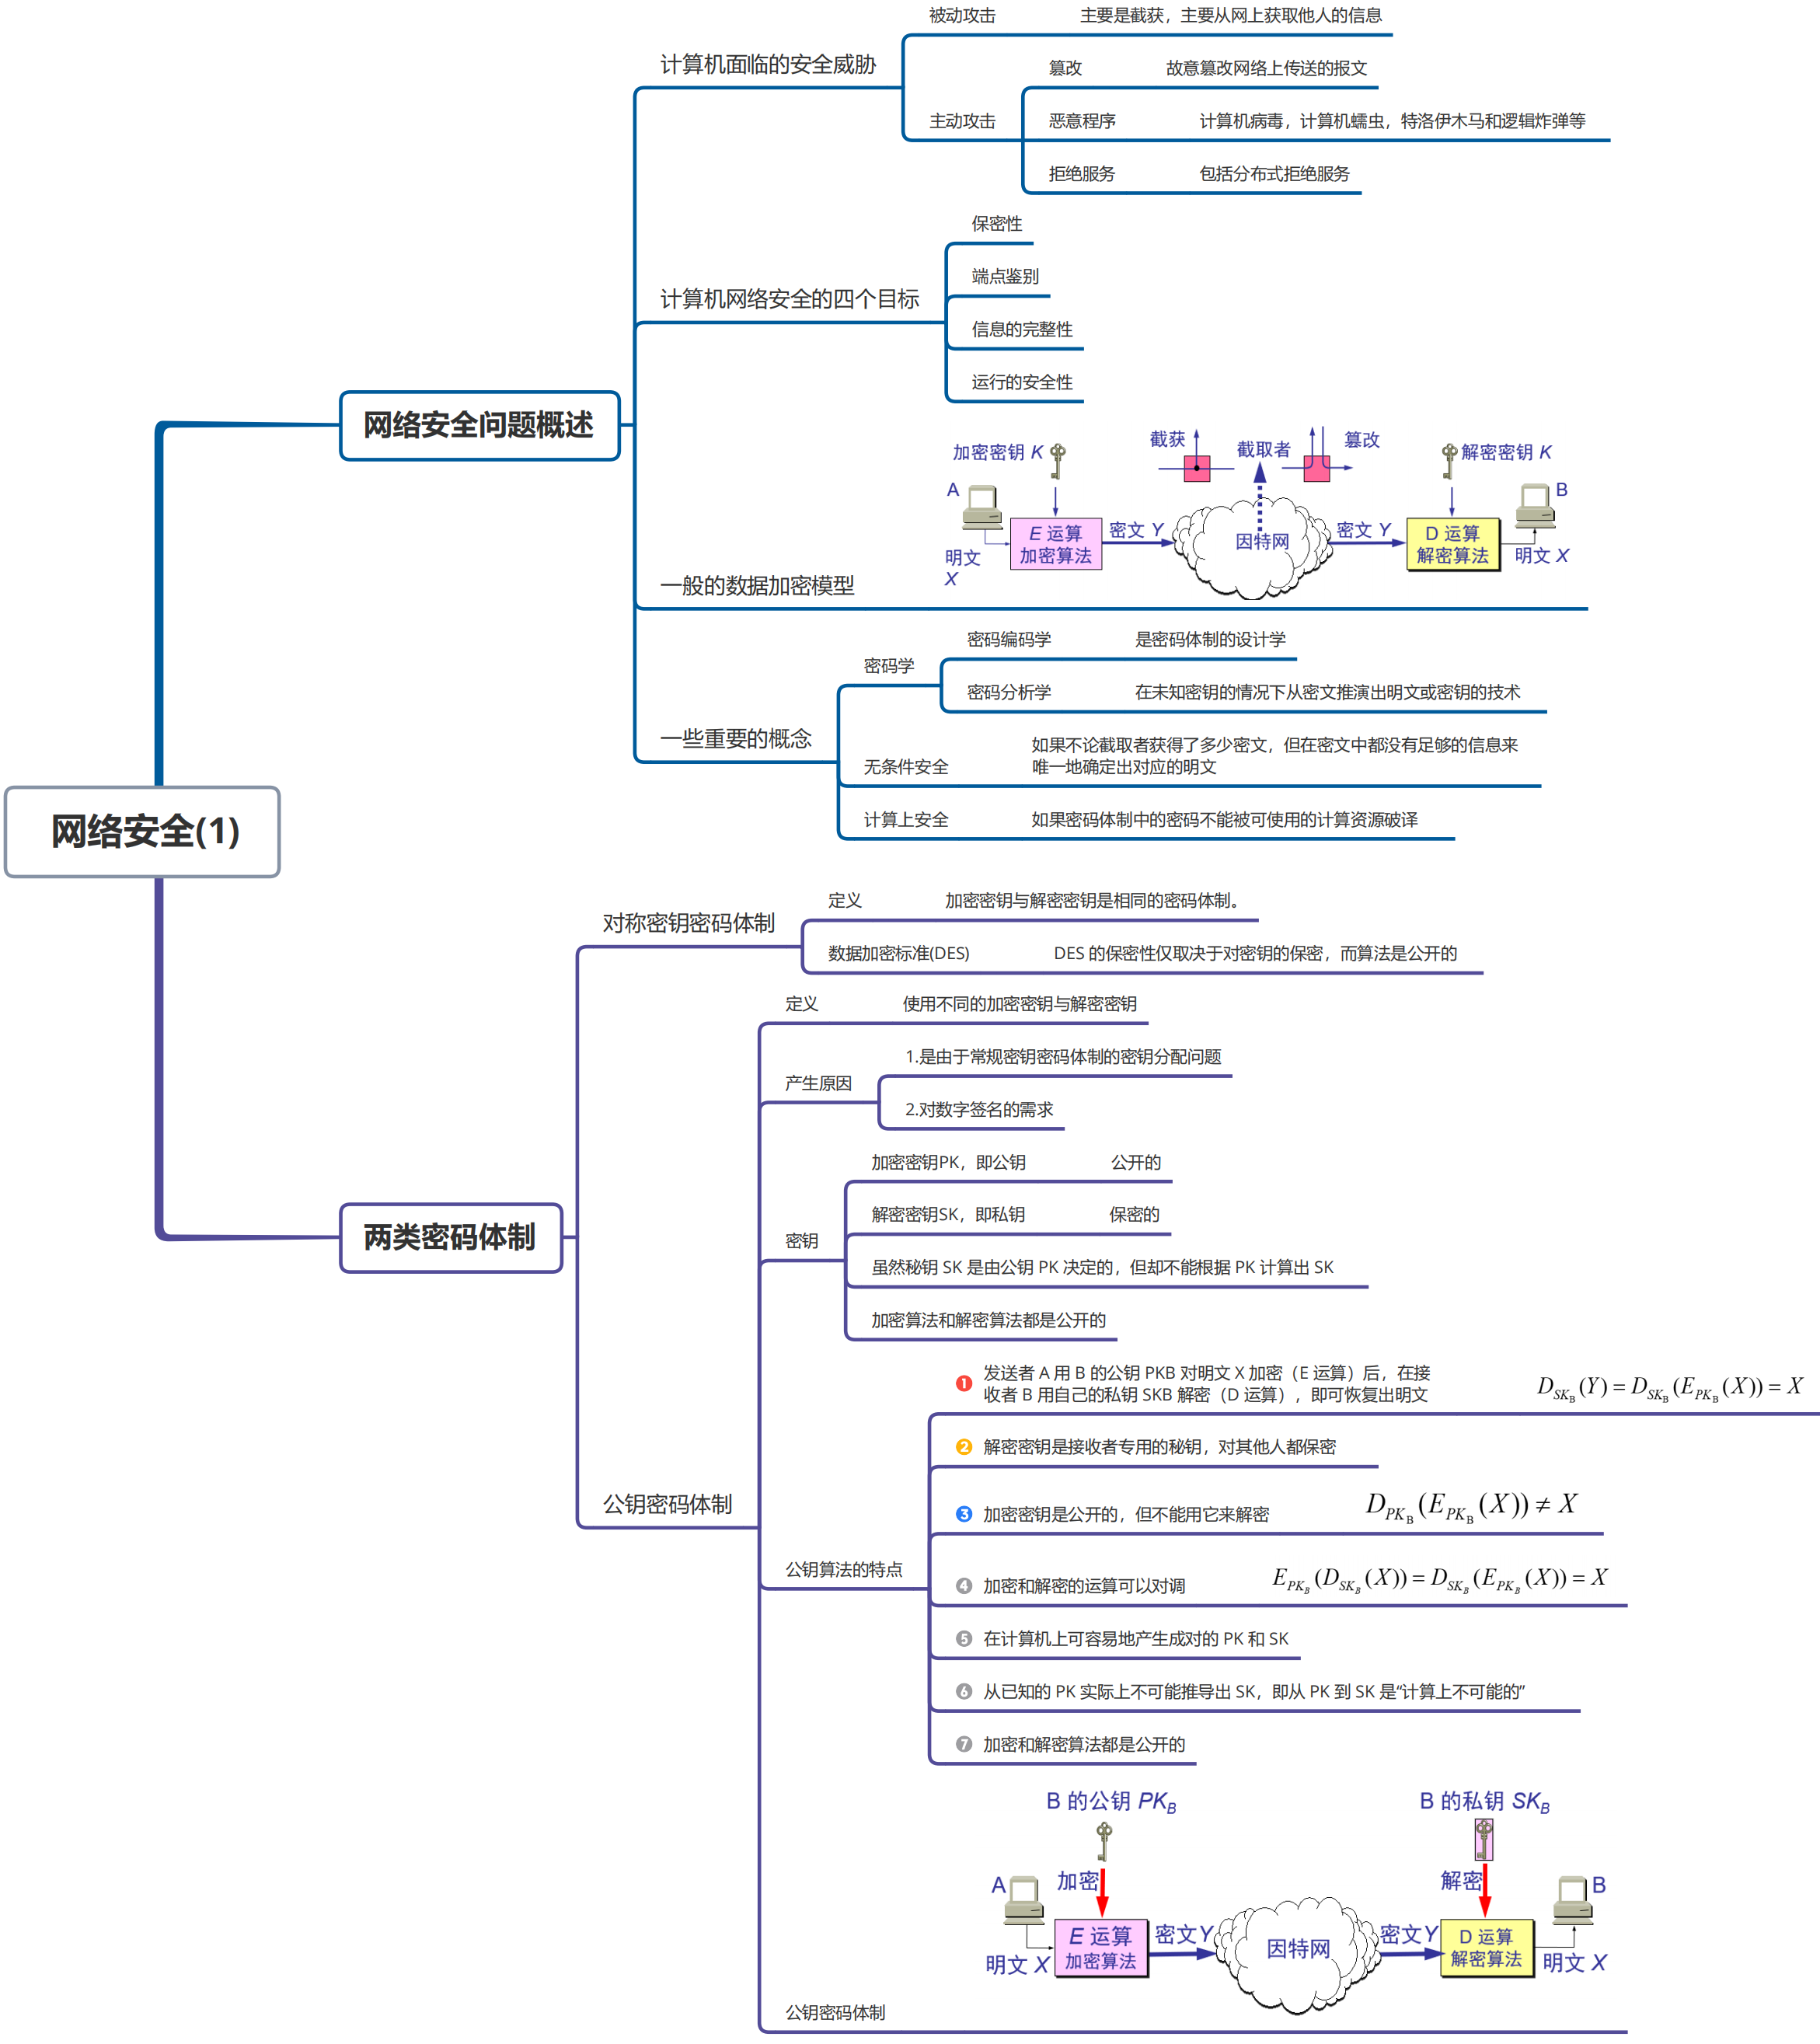 被动攻击 主要是截获，主要从网上获取他人的信息
计算机面临的安全威胁
篡改 故意篡改网络上传送的报文
主动攻击
恶意程序 计算机病毒，计算机蠕虫，特洛伊木马和逻辑炸弹等
拒绝服务 包括分布式拒绝服务
保密性
端点鉴别
计算机网络安全的四个目标
信息的完整性
运行的安全性
网络安全问题概述
截获
截取者
篡改
加密密钥 K
解密密钥 K
A
B
E 运算
加密算法
密文 Y
因特网
密文 Y
D 运算
解密算法
明文
X
明文 X
一般的数据加密模型
密码编码学 是密码体制的设计学
密码学
密码分析学 在未知密钥的情况下从密文推演出明文或密钥的技术
一些重要的概念
如果不论截取者获得了多少密文，但在密文中都没有足够的信息来
无条件安全 唯一地确定出对应的明文
计算上安全 如果密码体制中的密码不能被可使用的计算资源破译
网络安全(1)
定义 加密密钥与解密密钥是相同的密码体制。
对称密钥密码体制
数据加密标准(DES) DES 的保密性仅取决于对密钥的保密，而算法是公开的
定义 使用不同的加密密钥与解密密钥
1.是由于常规密钥密码体制的密钥分配问题
产生原因
2.对数字签名的需求
加密密钥PK，即公钥 公开的
解密密钥SK，即私钥 保密的
密钥
虽然秘钥 SK 是由公钥 PK 决定的，但却不能根据 PK 计算出 SK
加密算法和解密算法都是公开的
两类密码体制
1 发送者 A 用 B 的公钥 PKB 对明文 X 加密（E 运算）后，在接
收者 B 用自己的私钥 SKB 解密（D 运算），即可恢复出明文
D_{SK_B}(Y) = D_{SK_B}(E_{PK_B}(X)) = X
2 解密密钥是接收者专用的秘钥，对其他人都保密
公钥密码体制
3 加密密钥是公开的，但不能用它来解密 D_{PK_B}(E_{PK_B}(X)) ≠ X
公钥算法的特点
4 加密和解密的运算可以对调 E_{PK_B}(D_{SK_B}(X)) = D_{SK_B}(E_{PK_B}(X)) = X
5 在计算机上可容易地产生成对的 PK 和 SK
6 从已知的 PK 实际上不可能推导出 SK，即从 PK 到 SK 是“计算上不可能的”
7 加密和解密算法都是公开的
B 的公钥 PK_B
B 的私钥 SK_B
A
加密
解密
B
E 运算
加密算法
密文Y
因特网
密文Y
D 运算
解密算法
明文 X
明文 X
公钥密码体制